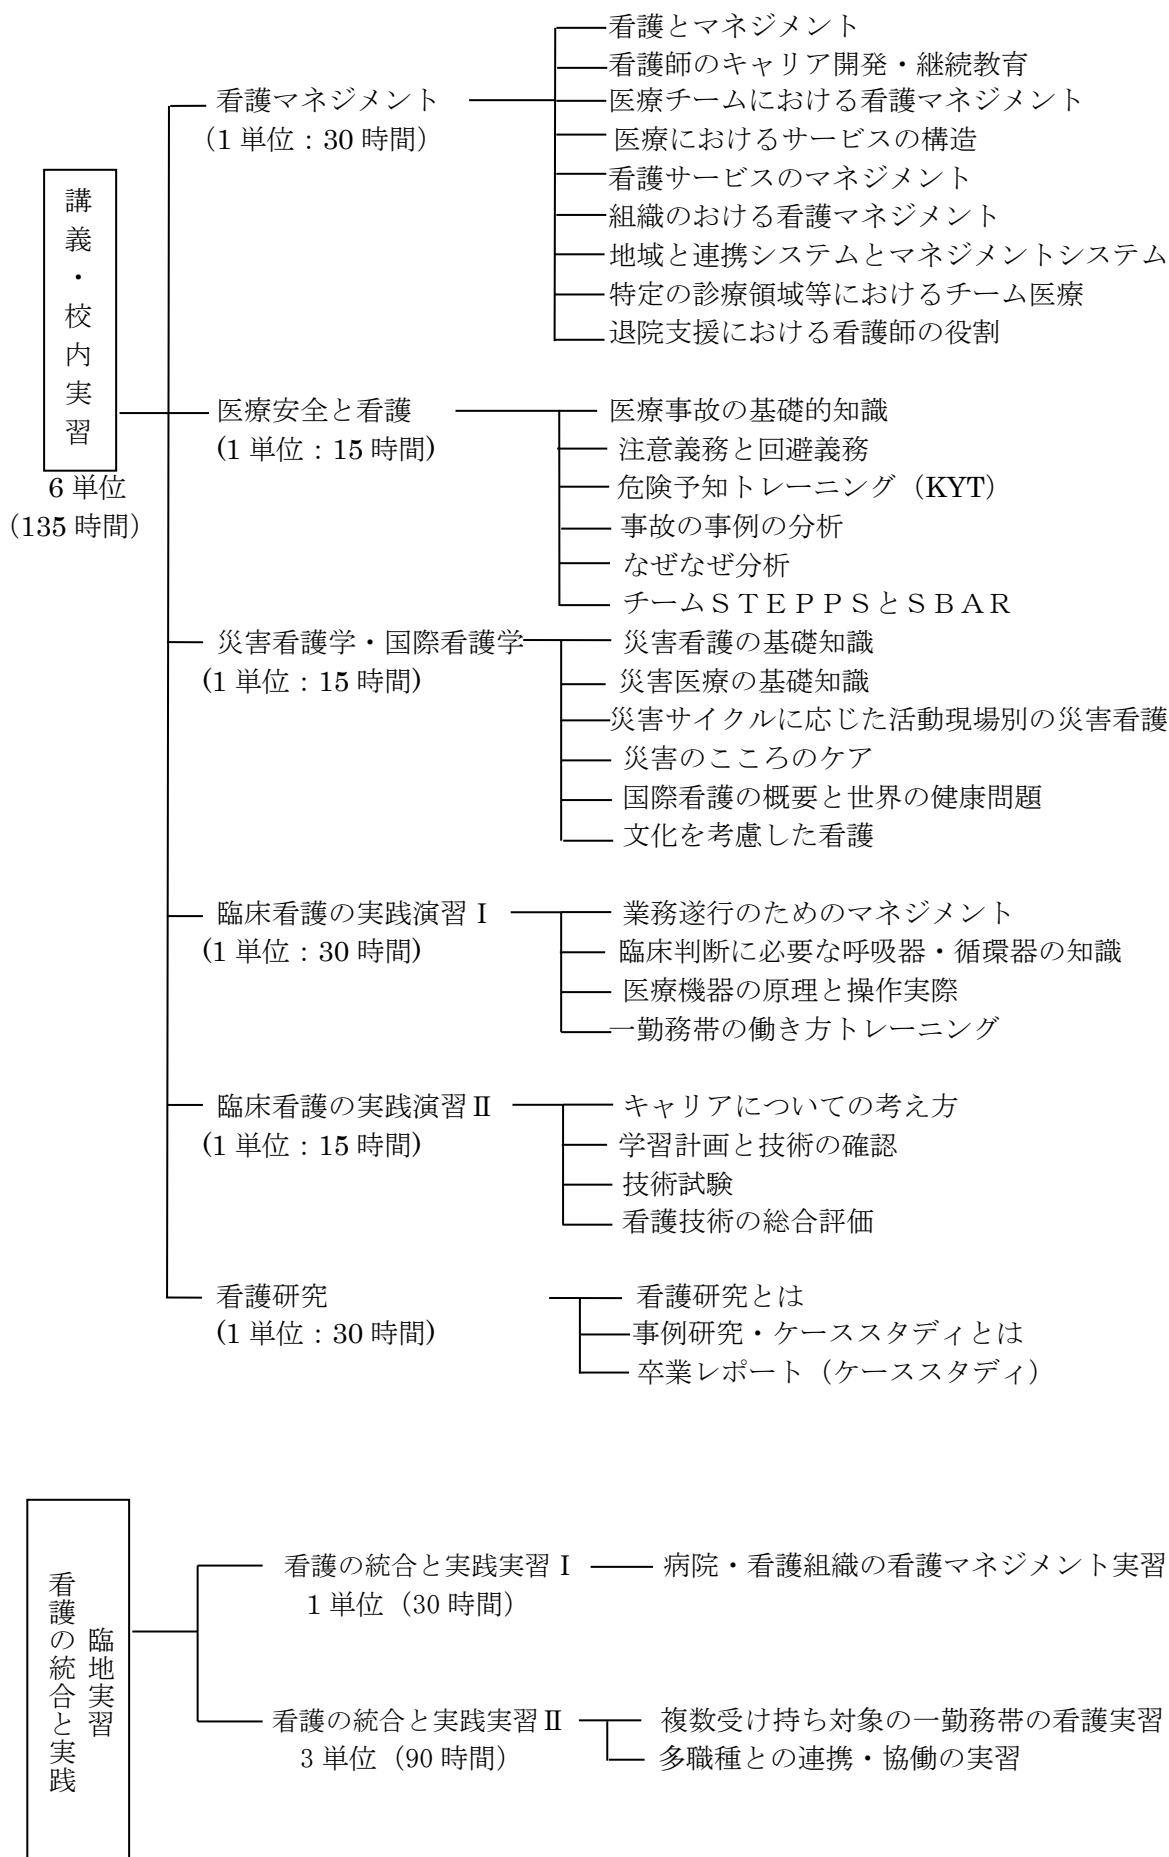 講義・校内実習
6単位
（135時間）
看護マネジメント
（1単位：30時間）
看護とマネジメント
看護師のキャリア開発・継続教育
医療チームにおける看護マネジメント
医療におけるサービスの構造
看護サービスのマネジメント
組織のおける看護マネジメント
地域と連携システムとマネジメントシステム
特定の診療領域等におけるチーム医療
退院支援における看護師の役割
医療安全と看護
(1単位：15時間)
医療事故の基礎的知識
注意義務と回避義務
危険予知トレーニング（KYT）
事故の事例の分析
なぜなぜ分析
チームＳＴＥＰＰＳとＳＢＡＲ
災害看護学・国際看護学
(1単位：15時間)
災害看護の基礎知識
災害医療の基礎知識
災害サイクルに応じた活動現場別の災害看護
災害のこころのケア
国際看護の概要と世界の健康問題
文化を考慮した看護
臨床看護の実践演習Ⅰ
(1単位：30時間)
業務遂行のためのマネジメント
臨床判断に必要な呼吸器・循環器の知識
医療機器の原理と操作実際
一勤務帯の働き方トレーニング
臨床看護の実践演習Ⅱ
(1単位：15時間)
キャリアについての考え方
学習計画と技術の確認
技術試験
看護技術の総合評価
看護研究
(1単位：30時間)
看護研究とは
事例研究・ケーススタディとは
卒業レポート（ケーススタディ）
臨地実習
看護の統合と実践
看護の統合と実践実習Ⅰ
1単位（30時間）
病院・看護組織の看護マネジメント実習
看護の統合と実践実習Ⅱ
3単位（90時間）
複数受け持ち対象の一勤務帯の看護実習
多職種との連携・協働の実習